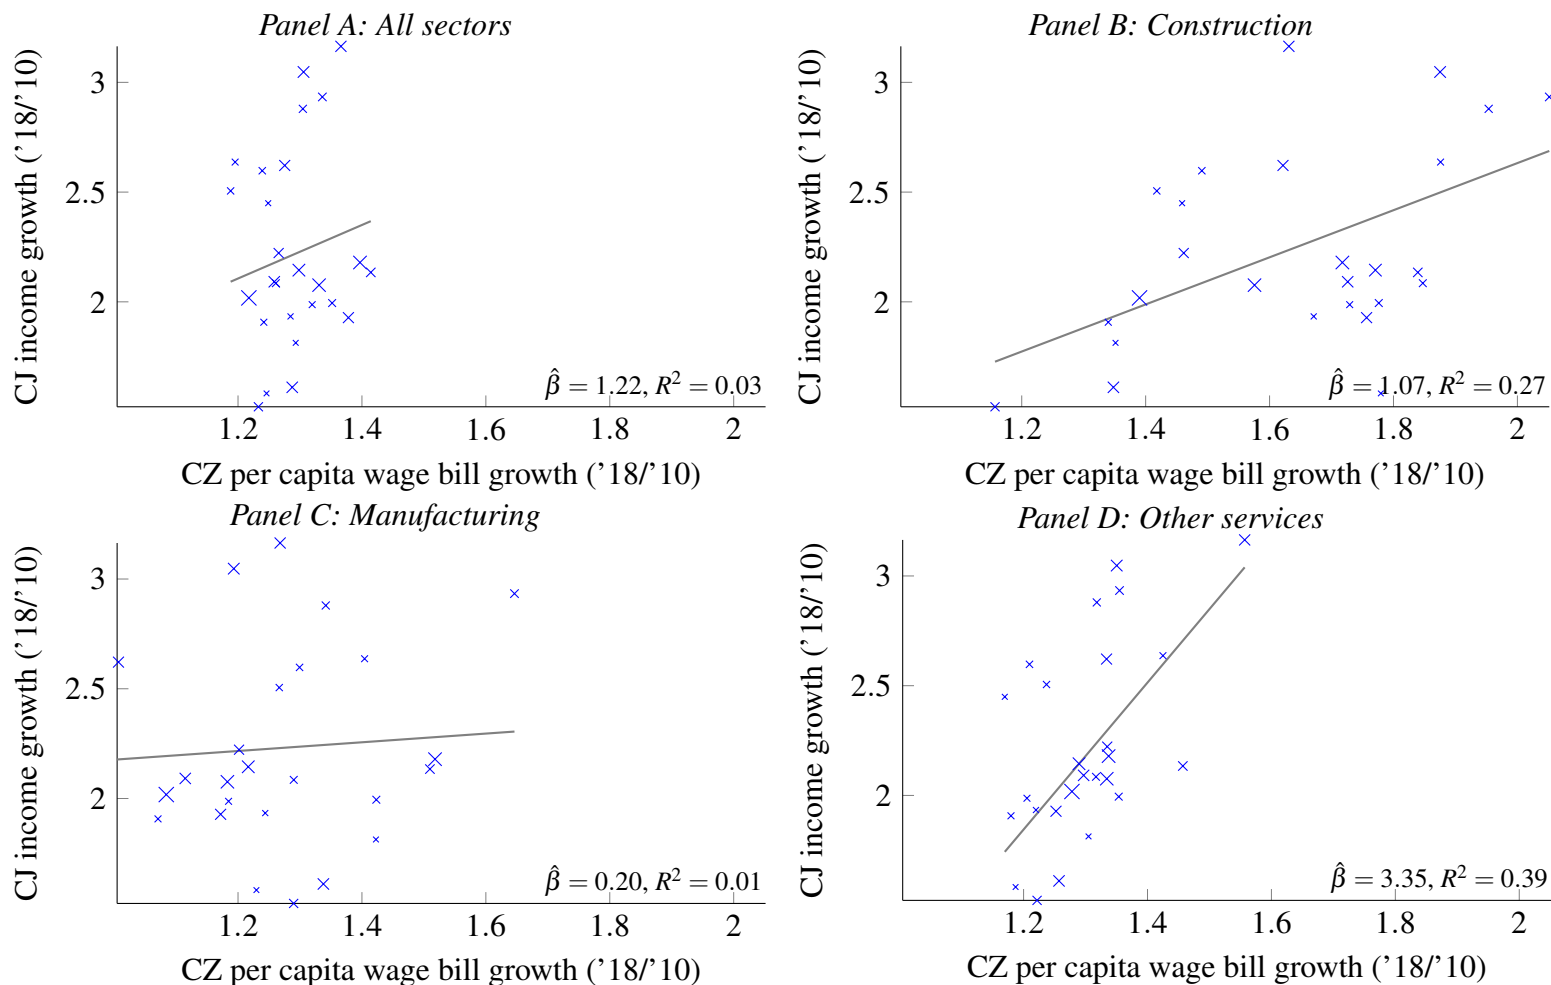 Panel A: All sectors
CJ income growth ('18/'10)
3
2.5
2
β̂ = 1.22, R² = 0.03
1.2 1.4 1.6 1.8 2
CZ per capita wage bill growth ('18/'10)
Panel B: Construction
CJ income growth ('18/'10)
3
2.5
2
β̂ = 1.07, R² = 0.27
1.2 1.4 1.6 1.8 2
CZ per capita wage bill growth ('18/'10)
Panel C: Manufacturing
CJ income growth ('18/'10)
3
2.5
2
β̂ = 0.20, R² = 0.01
1.2 1.4 1.6 1.8 2
CZ per capita wage bill growth ('18/'10)
Panel D: Other services
CJ income growth ('18/'10)
3
2.5
2
β̂ = 3.35, R² = 0.39
1.2 1.4 1.6 1.8 2
CZ per capita wage bill growth ('18/'10)